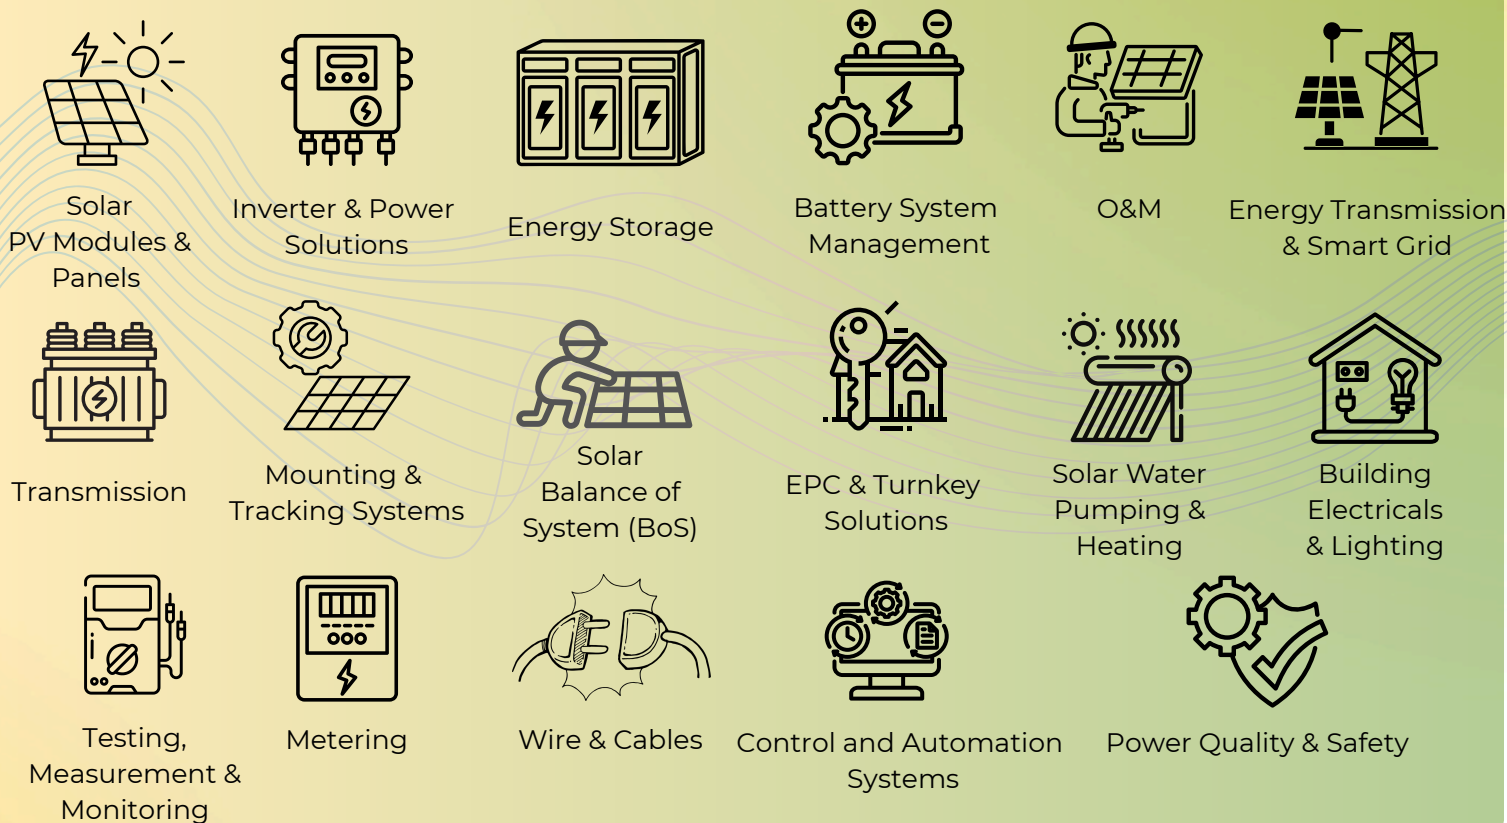 Solar
PV Modules &
Panels
Inverter & Power
Solutions
Energy Storage
Battery System
Management
O&M
Energy Transmission
& Smart Grid
Transmission
Mounting &
Tracking Systems
Solar
Balance of
System (BoS)
EPC & Turnkey
Solutions
Solar Water
Pumping &
Heating
Building
Electricals
& Lighting
Testing,
Measurement &
Monitoring
Metering
Wire & Cables
Control and Automation
Systems
Power Quality & Safety